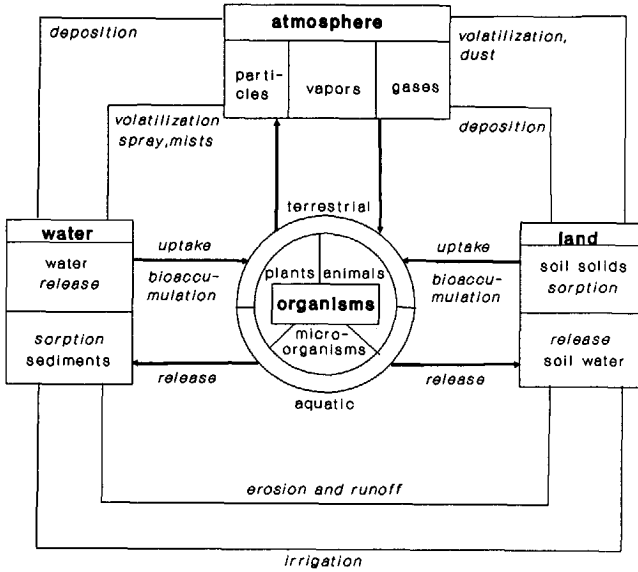 atmosphere
deposition
volatilization,
dust
parti-
cles
vapors
gases
volatilization
spray,mists
deposition
terrestrial
water
land
uptake
uptake
water
release
bioaccu-
mulation
plants
animals
bioaccu-
mulation
soil solids
sorption
organisms
micro-
organisms
sorption
sediments
release
soil water
release
release
aquatic
erosion and runoff
irrigation